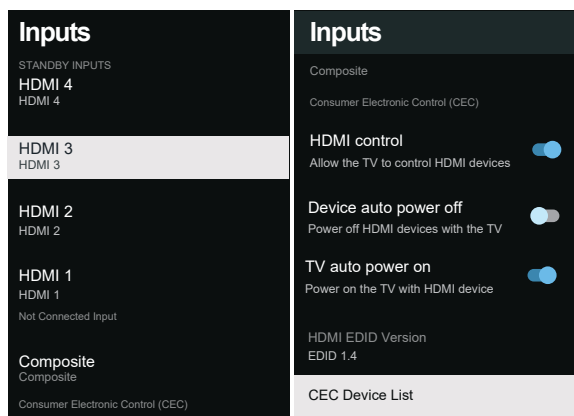 Inputs
STANDBY INPUTS
HDMI 4
HDMI 4
HDMI 3
HDMI 3
HDMI 2
HDMI 2
HDMI 1
HDMI 1
Not Connected Input
Composite
Composite
Consumer Electronic Control (CEC)
Inputs
Composite
Consumer Electronic Control (CEC)
HDMI control
Allow the TV to control HDMI devices
Device auto power off
Power off HDMI devices with the TV
TV auto power on
Power on the TV with HDMI device
HDMI EDID Version
EDID 1.4
CEC Device List